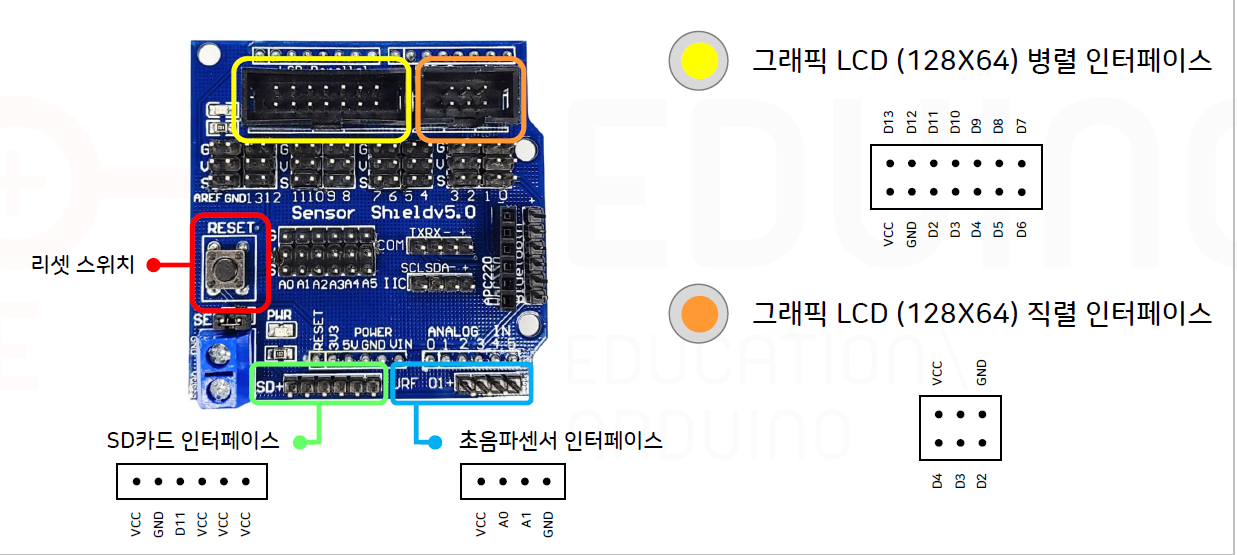 그래픽 LCD (128X64) 병렬 인터페이스
D13 D12 D11 D10 D9 D8 D7
VCC GND D2 D3 D4 D5 D6
LCD Parallel
G G G G
V V V V
S S S S
AREF GND 13 12 11 10 9 8 7 6 5 4 3 2 1 0
Sensor Shieldv5.0
RESET
리셋 스위치
G
V
S
A0 A1 A2 A3 A4 A5
TXRX - +
COM
SCLSDA - +
IIC
APC220
Bluetooth
+
SE
PWR
RESET
3V3
POWER
5V GND VIN
ANALOG IN
0 1 2 3 4 5
SD+
URF 01+
그래픽 LCD (128X64) 직렬 인터페이스
VCC GND
D4 D3 D2
SD카드 인터페이스
VCC GND D11 VCC VCC VCC
초음파센서 인터페이스
VCC A0 A1 GND
EDUINO
EDUCATION\
ARDUINO